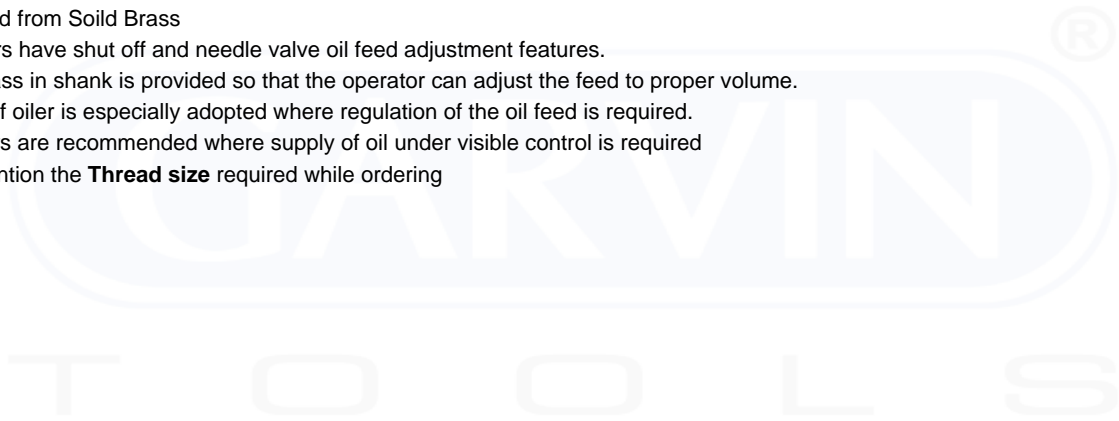 d from Soild Brass
rs have shut off and needle valve oil feed adjustment features.
ass in shank is provided so that the operator can adjust the feed to proper volume.
f oiler is especially adopted where regulation of the oil feed is required.
rs are recommended where supply of oil under visible control is required
ntion the Thread size required while ordering
GARVIN ®
TOOLS